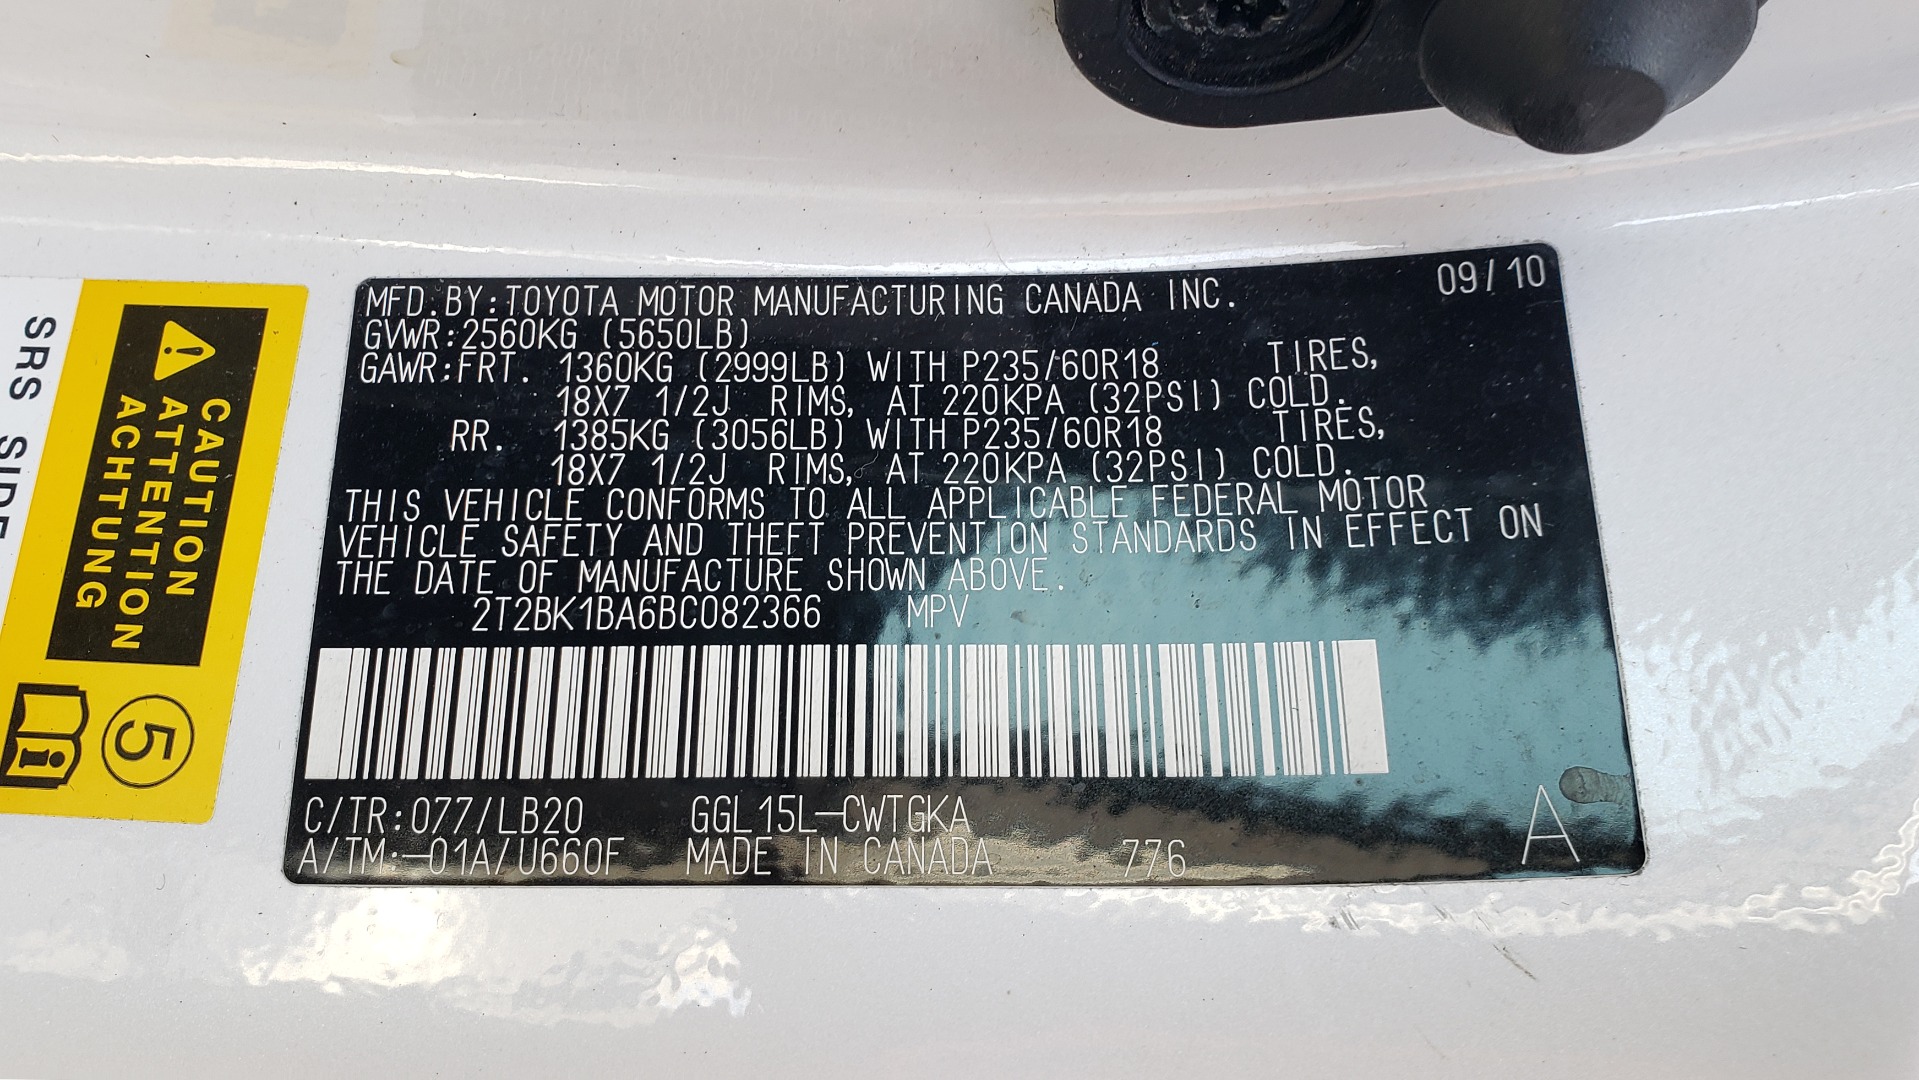 09/10
MFD.BY:TOYOTA MOTOR MANUFACTURING CANADA INC.
GVWR:2560KG (5650LB)
GAWR:FRT. 1360KG (2999LB) WITH P235/60R18 TIRES,
18X7 1/2J RIMS, AT 220KPA (32PSI) COLD.
RR. 1385KG (3056LB) WITH P235/60R18 TIRES,
18X7 1/2J RIMS, AT 220KPA (32PSI) COLD.
THIS VEHICLE CONFORMS TO ALL APPLICABLE FEDERAL MOTOR
VEHICLE SAFETY AND THEFT PREVENTION STANDARDS IN EFFECT ON
THE DATE OF MANUFACTURE SHOWN ABOVE.
2T2BK1BA6BC082366 MPV
C/TR:077/LB20 GGL15L-CWTGKA
A/TM:-01A/U660F MADE IN CANADA 776
A
CAUTION
ATTENTION
ACHTUNG
5
i
SRS SIDE